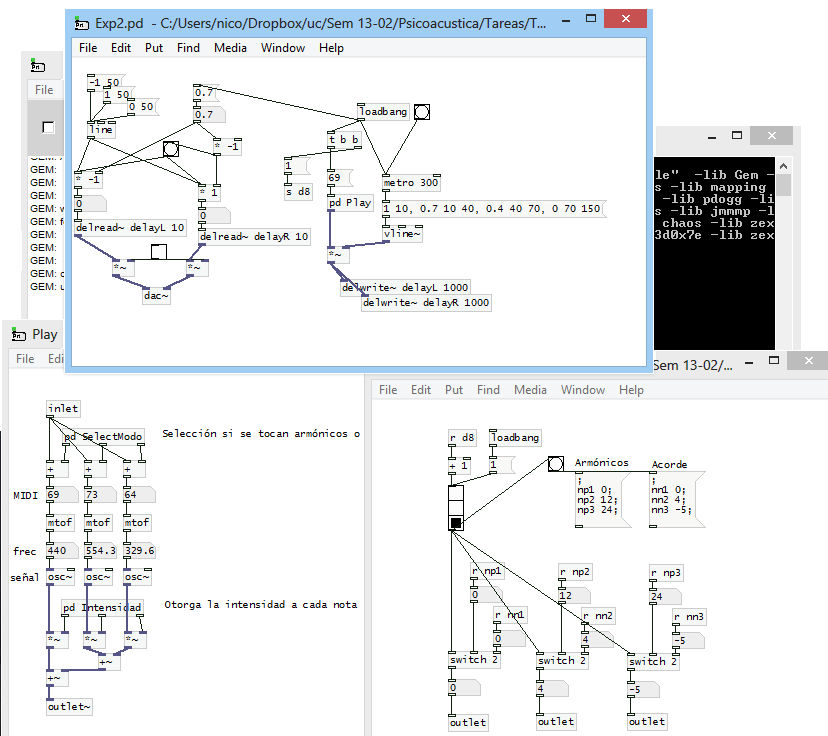 Exp2.pd - C:/Users/nico/Dropbox/uc/Sem 13-02/Psicoacustica/Tareas/T...
File Edit Put Find Media Window Help
-1 50
1 50
0 50
line
0.7
0.7
* -1
* -1
* 1
0
0
delread~ delayL 10
delread~ delayR 10
*~
*~
dac~
loadbang
t b b
1
s d8
69
pd Play
metro 300
1 10, 0.7 10 40, 0.4 40 70, 0 70 150
vline~
*~
delwrite~ delayL 1000
delwrite~ delayR 1000
File
GEM:
GEM:
GEM:
GEM: w
GEM: fo
GEM:
GEM:
GEM:
GEM:
GEM: c
GEM: u
le" -lib Gem -
s -lib mapping
-lib pdogg -li
s -lib jmmmp -l
chaos -lib zex
3d0x7e -lib zex
Play
File Edi
inlet
pd SelectModo
Selección si se tocan armónicos o
+
+
+
MIDI
69
73
64
mtof
mtof
mtof
frec
440
554.3
329.6
señal
osc~
osc~
osc~
pd Intensidad
Otorga la intensidad a cada nota
*~
*~
*~
+~
+~
outlet~
Sem 13-02/...
File Edit Put Find Media Window Help
r d8
loadbang
+ 1
1
Armónicos
;
np1 0;
np2 12;
np3 24;
Acorde
;
nn1 0;
nn2 4;
nn3 -5;
r np1
0
r nn1
0
switch 2
0
outlet
r np2
12
r nn2
4
switch 2
4
outlet
r np3
24
r nn3
-5
switch 2
-5
outlet